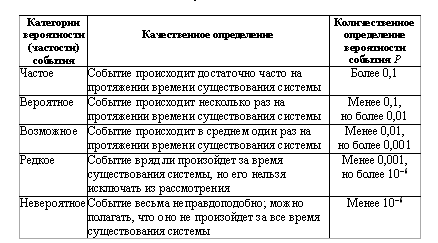 Категории вероятности (частости) события | Качественное определение | Количественное определение вероятности события P
Частое | Событие происходит достаточно часто на протяжении времени существования системы | Более 0,1
Вероятное | Событие происходит несколько раз на протяжении времени существования системы | Менее 0,1, но более 0,01
Возможное | Событие происходит в среднем один раз на протяжении времени существования системы | Менее 0,01, но более 0,001
Редкое | Событие вряд ли произойдет за время существования системы, но его нельзя исключать из рассмотрения | Менее 0,001, но более 10⁻⁶
Невероятное | Событие весьма неправдоподобно; можно полагать, что оно не произойдет за все время существования системы | Менее 10⁻⁶